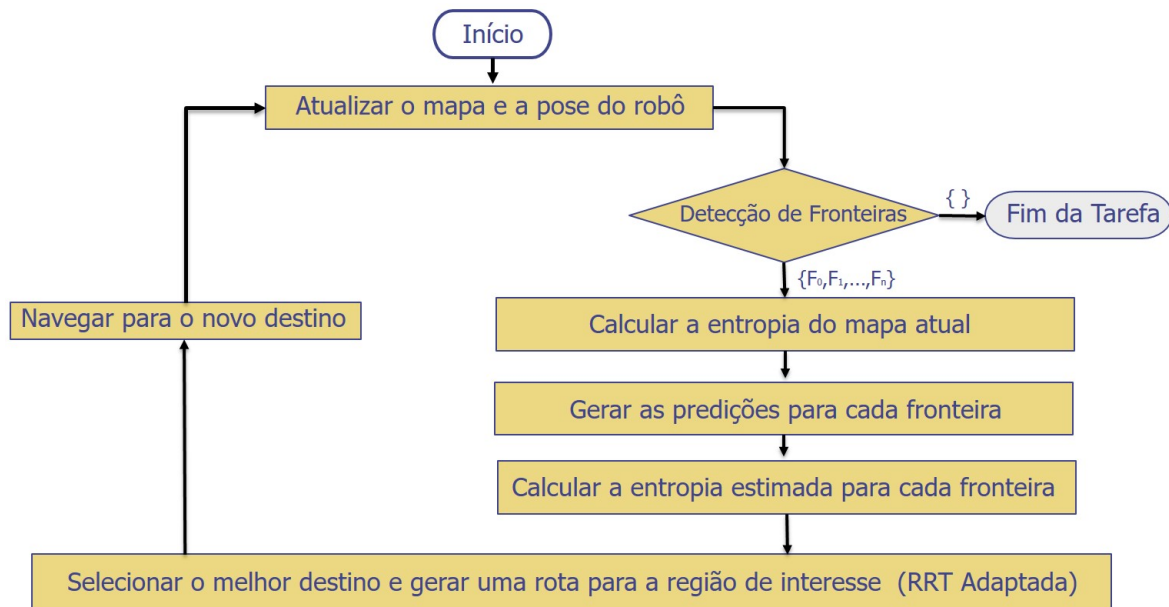 Início
Atualizar o mapa e a pose do robô
Detecção de Fronteiras
{ }
Fim da Tarefa
{F₀,F₁,...,Fₙ}
Calcular a entropia do mapa atual
Gerar as predições para cada fronteira
Calcular a entropia estimada para cada fronteira
Selecionar o melhor destino e gerar uma rota para a região de interesse (RRT Adaptada)
Navegar para o novo destino